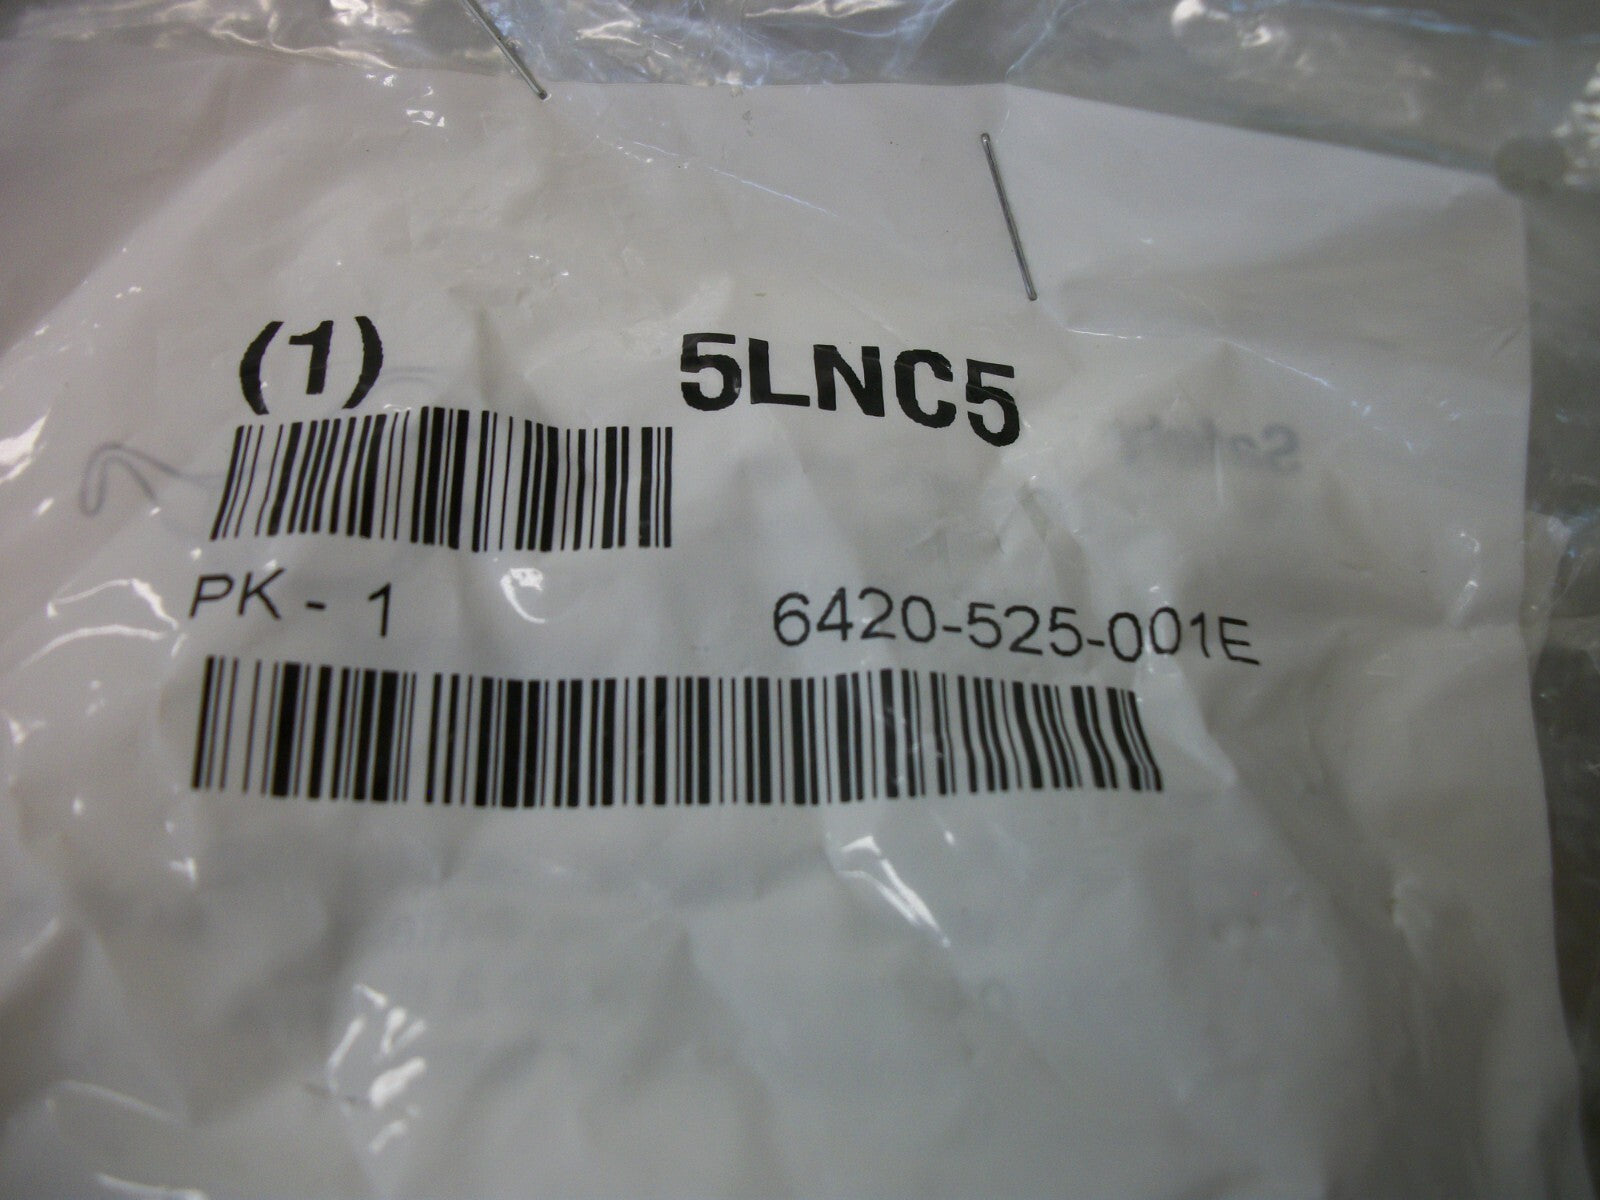 (1) 5LNC5
PK - 1 6420-525-001E